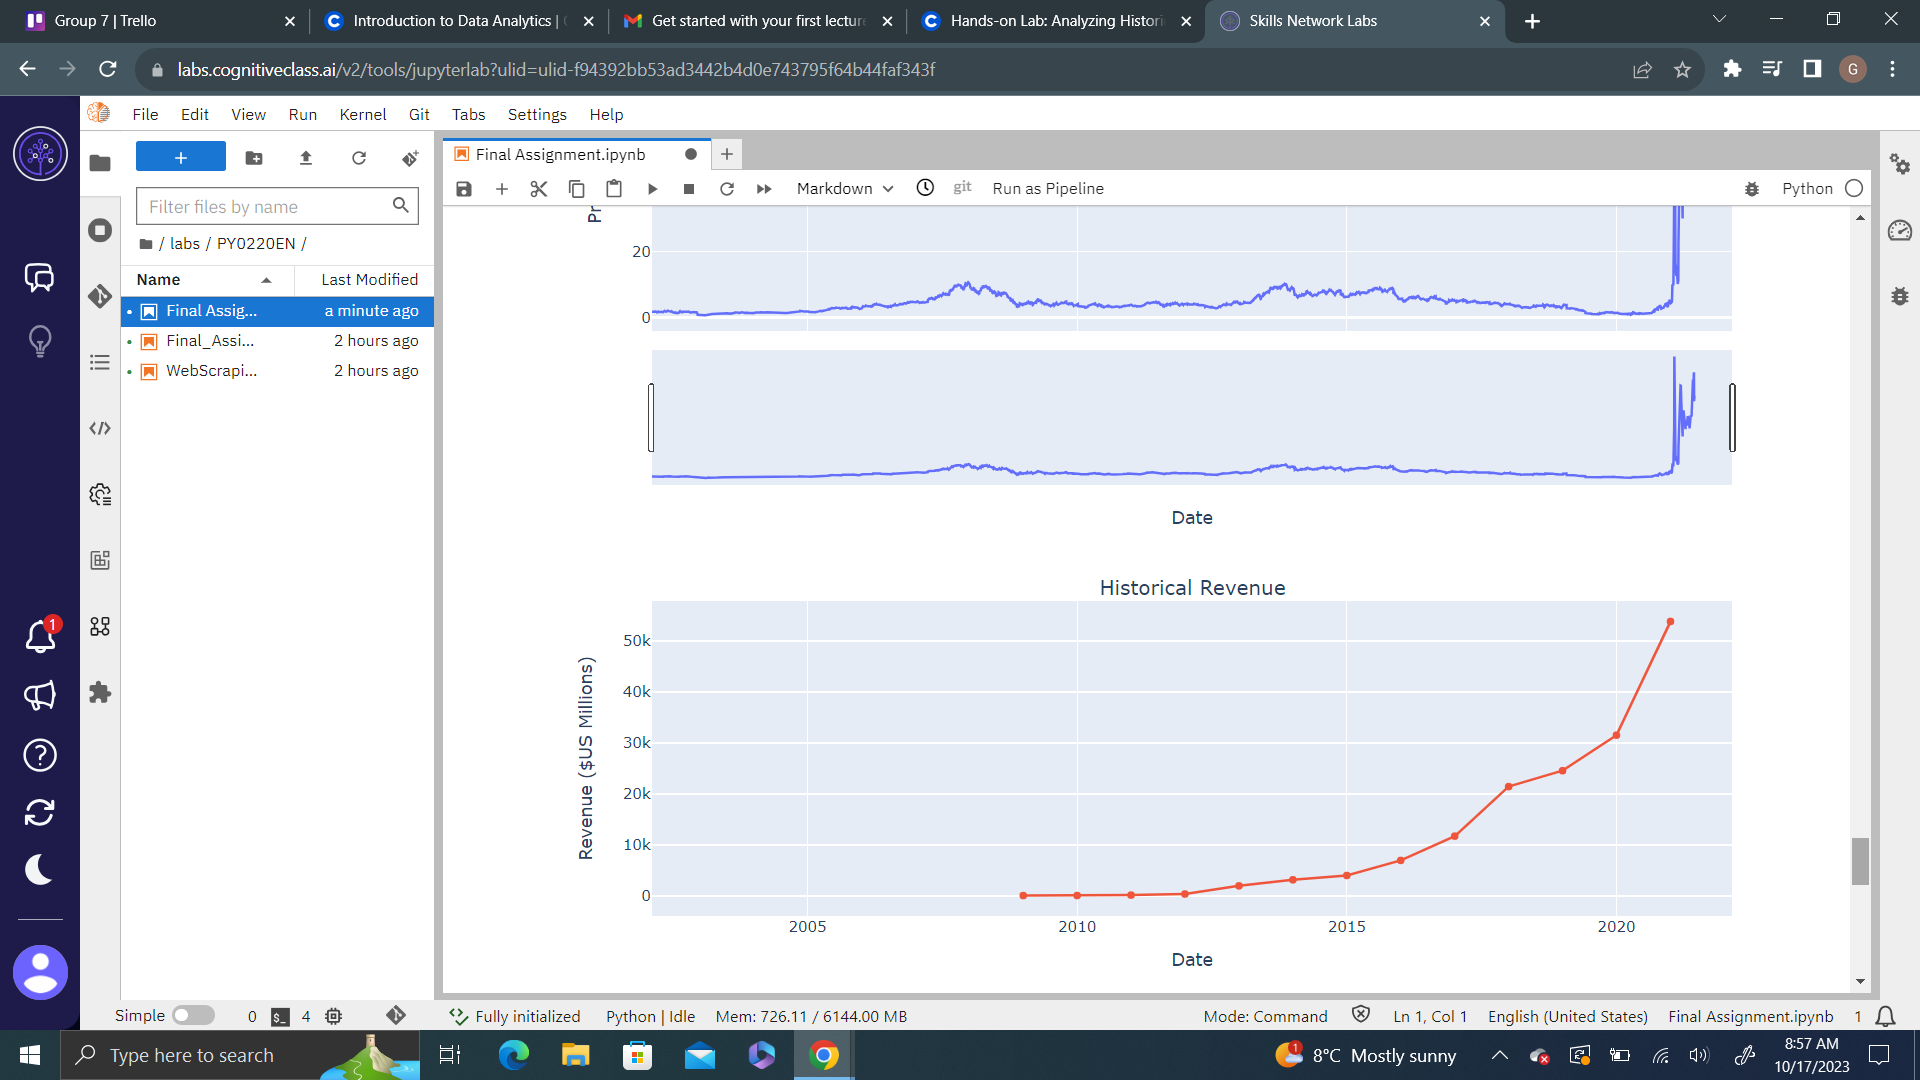 Group 7 | Trello
Introduction to Data Analytics |
Get started with your first lectur
Hands-on Lab: Analyzing Histori
Skills Network Labs
labs.cognitiveclass.ai/v2/tools/jupyterlab?ulid=ulid-f94392bb53ad3442b4d0e743795f64b44faf343f
G
File Edit View Run Kernel Git Tabs Settings Help
Final Assignment.ipynb
Markdown
git
Run as Pipeline
Python
Filter files by name
/ labs / PY0220EN /
Name Last Modified
Final Assig... a minute ago
Final_Assi... 2 hours ago
WebScrapi... 2 hours ago
Pr
20
0
Date
Historical Revenue
Revenue ($US Millions)
50k
40k
30k
20k
10k
0
2005 2010 2015 2020
Date
1
Simple 0 $_ 4 Fully initialized Python | Idle Mem: 726.11 / 6144.00 MB Mode: Command Ln 1, Col 1 English (United States) Final Assignment.ipynb 1
Type here to search
1
8°C Mostly sunny
8:57 AM
10/17/2023